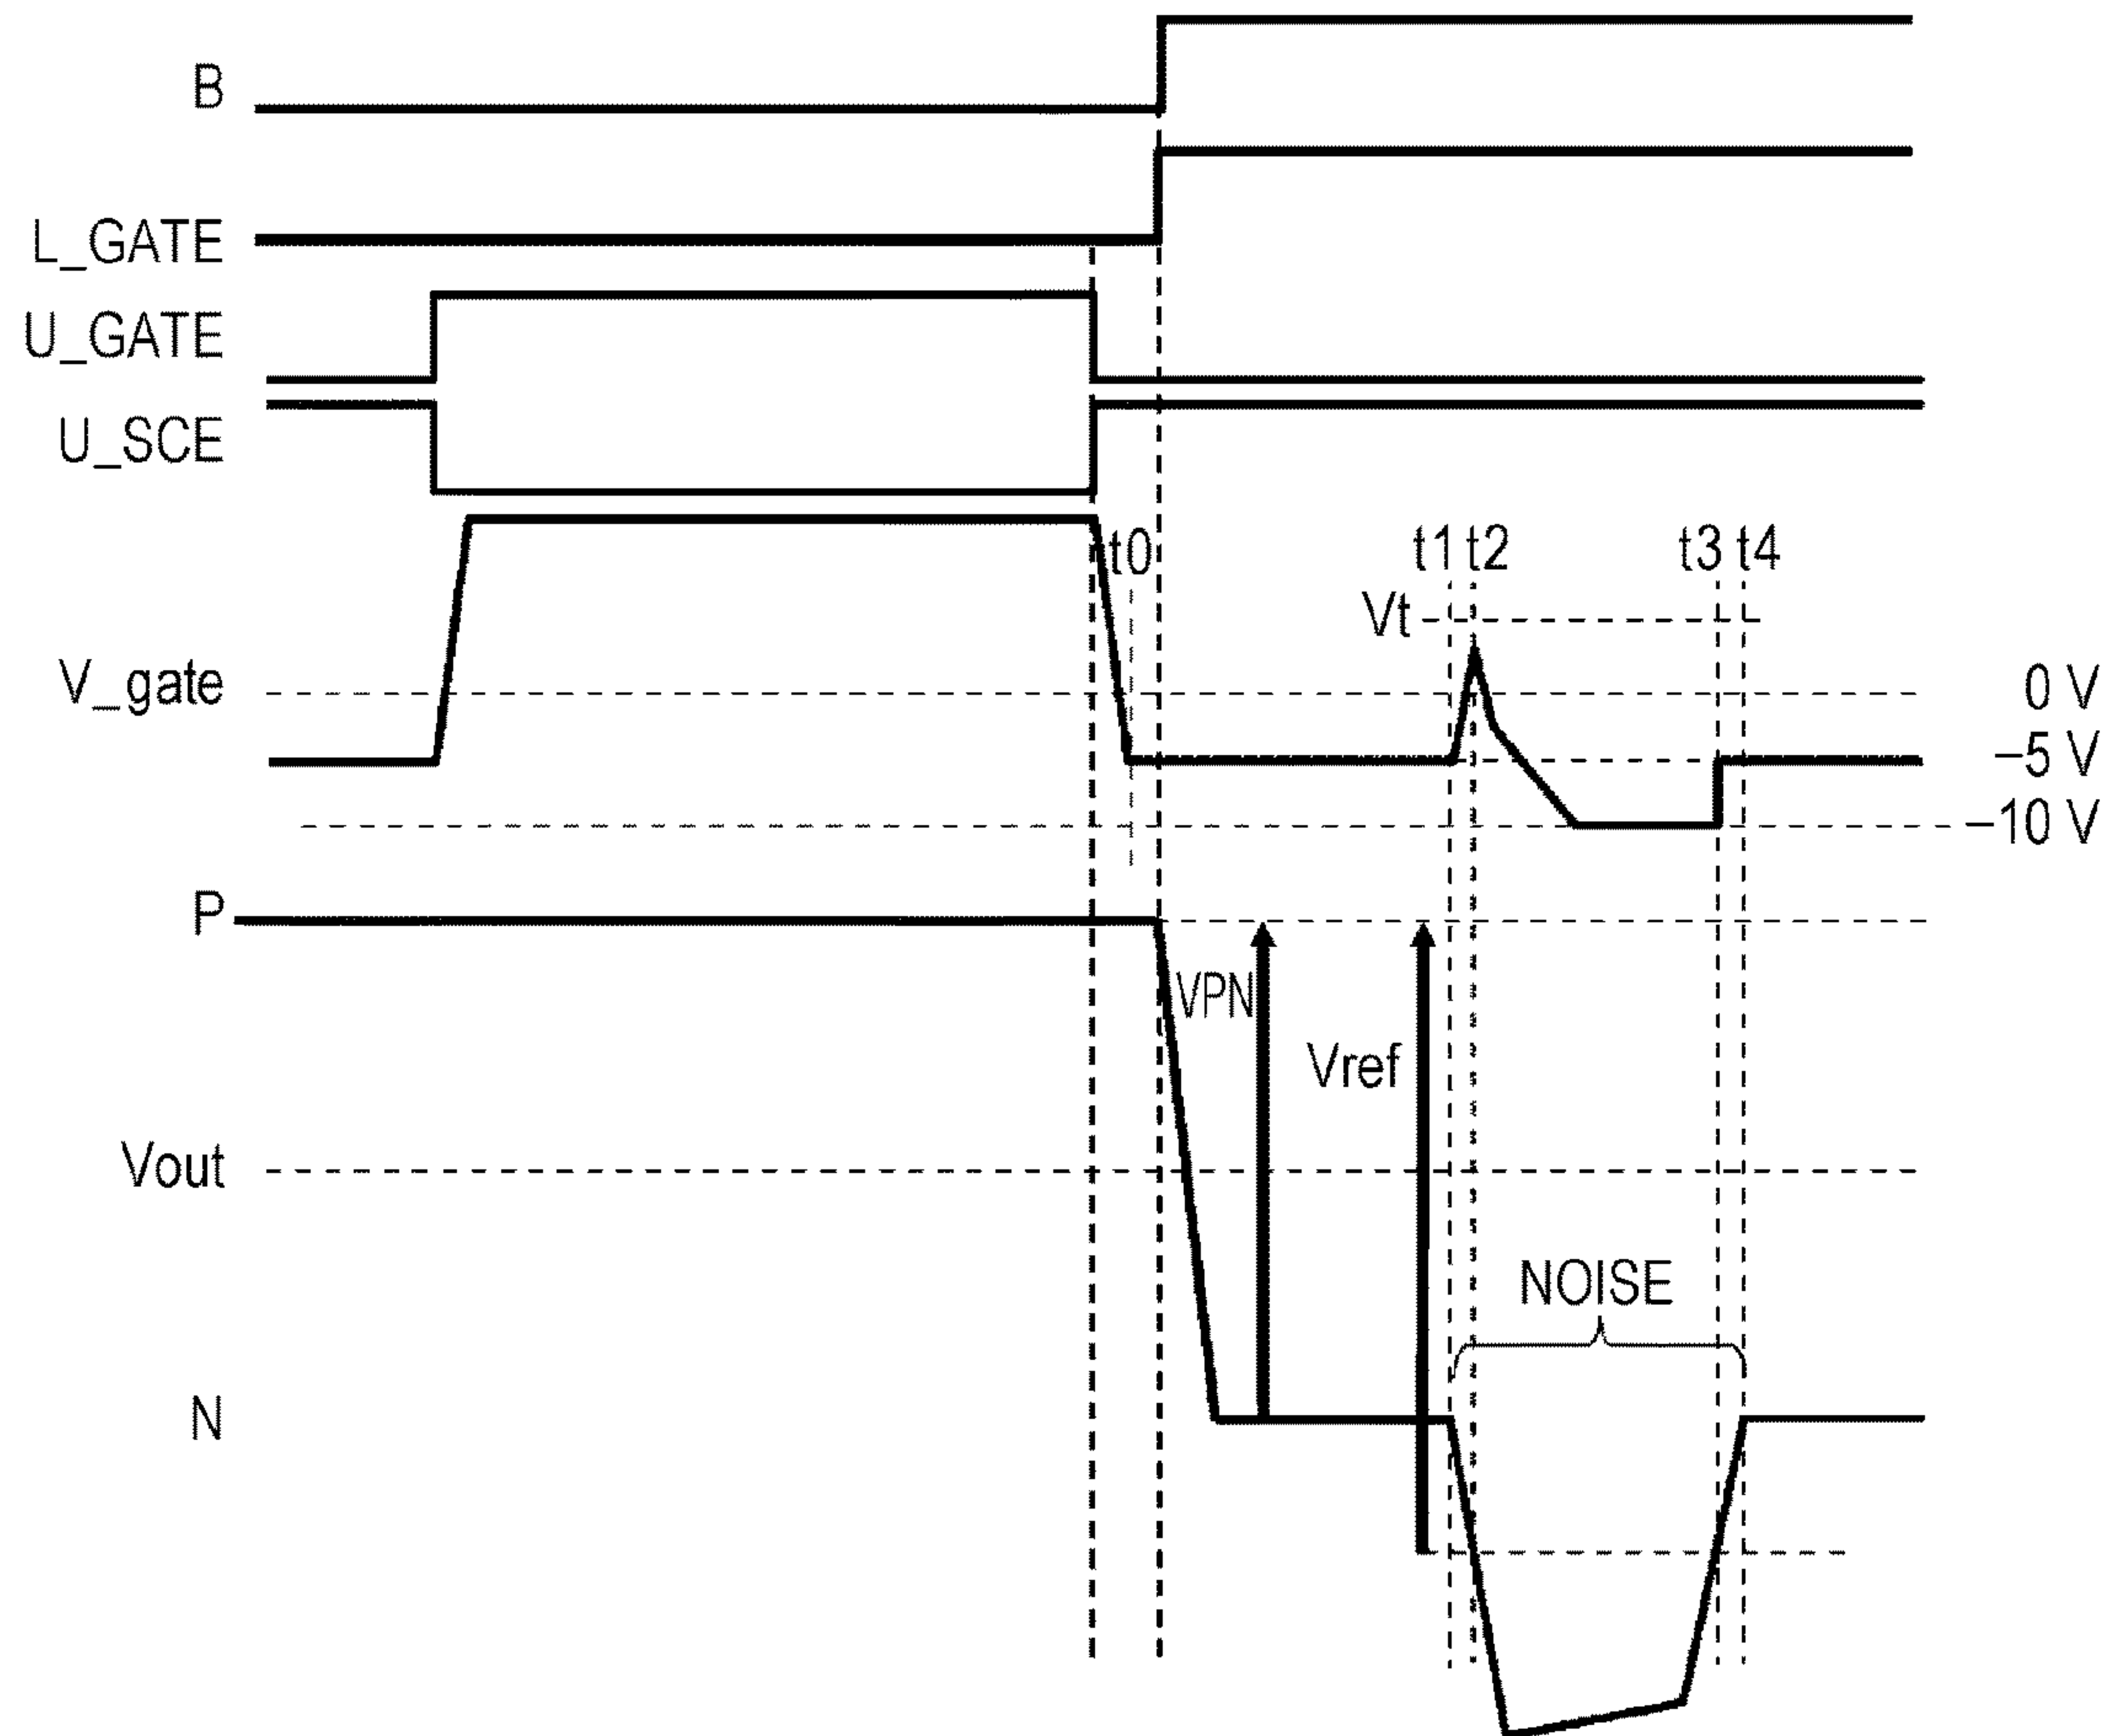 B
L_GATE
U_GATE
U_SCE
t0
t1 t2
t3 t4
Vt
V_gate
0 V
−5 V
−10 V
P
VPN
Vref
Vout
NOISE
N